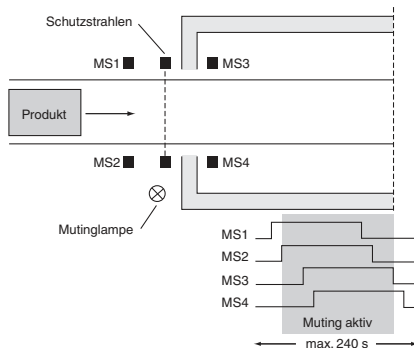 Schutzstrahlen
MS1
MS3
Produkt
MS2
MS4
Mutinglampe
MS1
MS2
MS3
MS4
Muting aktiv
max. 240 s